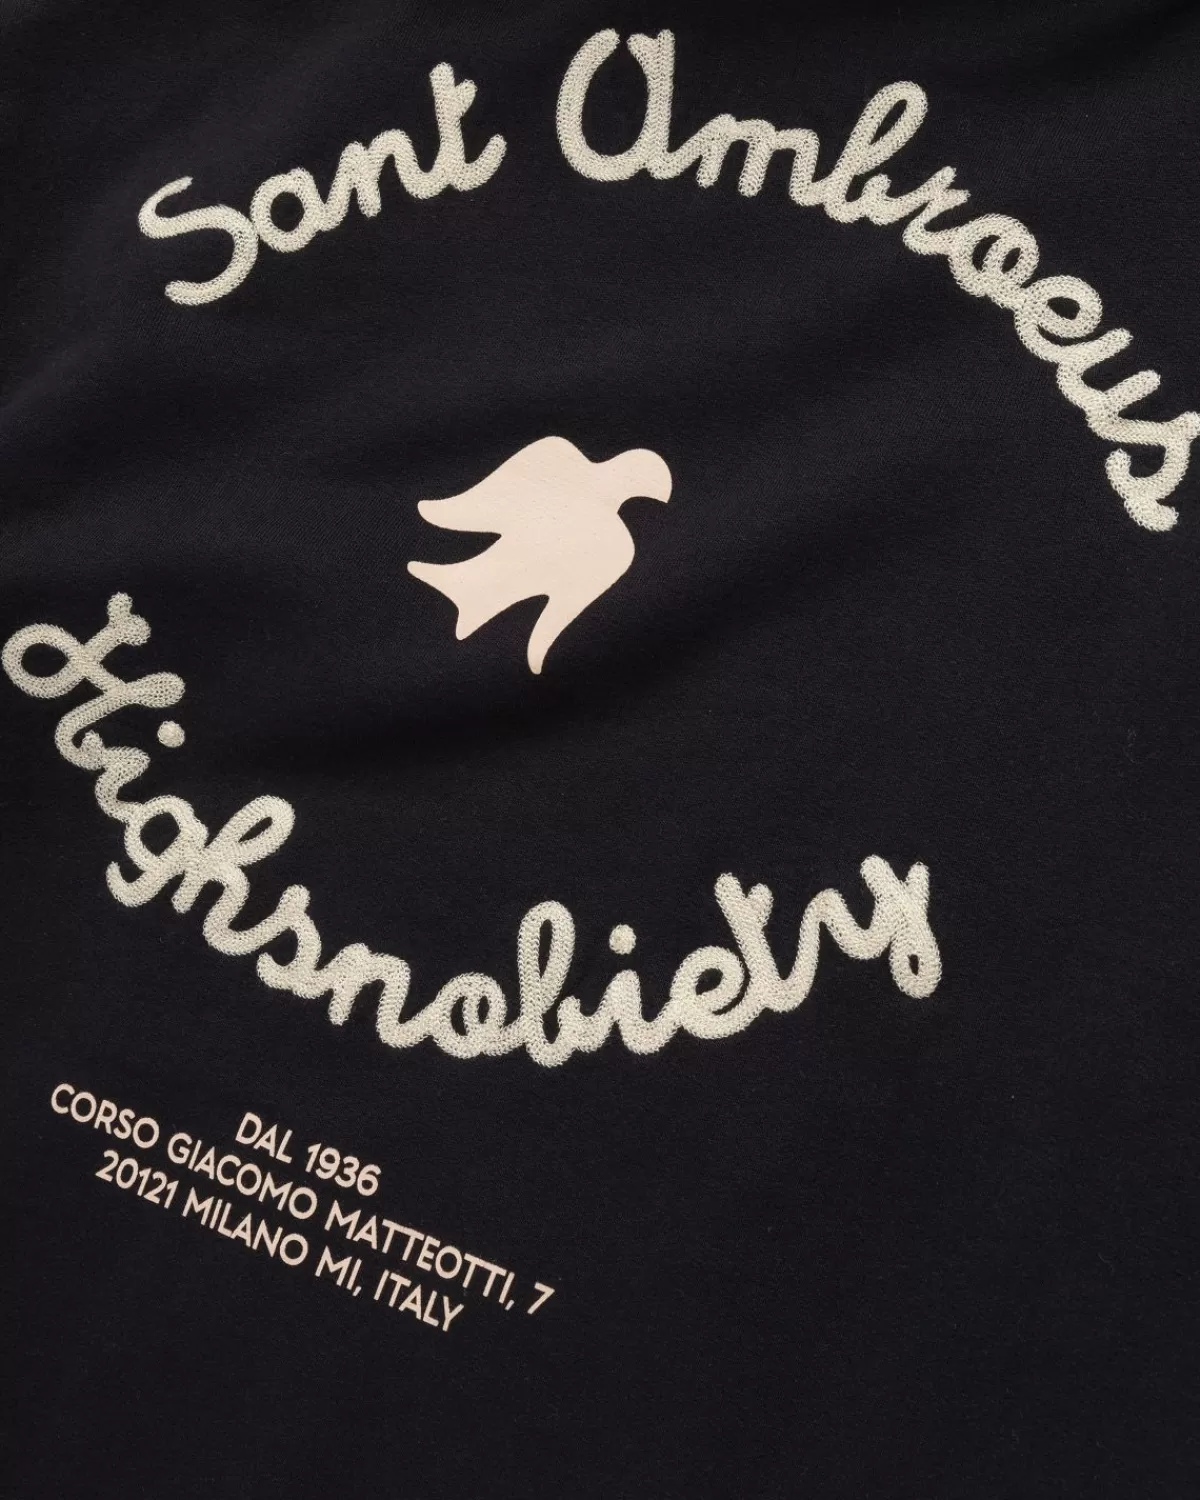 Sant Ambroeus
Highsnobiety
DAL 1936
CORSO GIACOMO MATTEOTTI, 7
20121 MILANO MI, ITALY